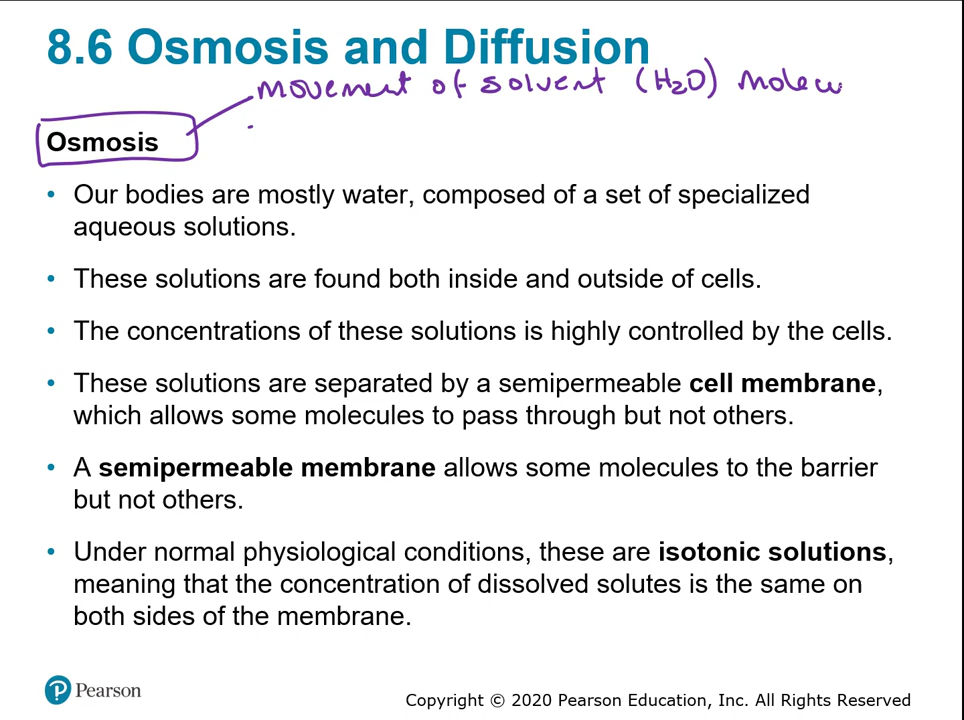 8.6 Osmosis and Diffusion
movement of solvent (H₂O) molecu
Osmosis
• Our bodies are mostly water, composed of a set of specialized
aqueous solutions.
• These solutions are found both inside and outside of cells.
• The concentrations of these solutions is highly controlled by the cells.
• These solutions are separated by a semipermeable cell membrane,
which allows some molecules to pass through but not others.
• A semipermeable membrane allows some molecules to the barrier
but not others.
• Under normal physiological conditions, these are isotonic solutions,
meaning that the concentration of dissolved solutes is the same on
both sides of the membrane.
P Pearson
Copyright © 2020 Pearson Education, Inc. All Rights Reserved